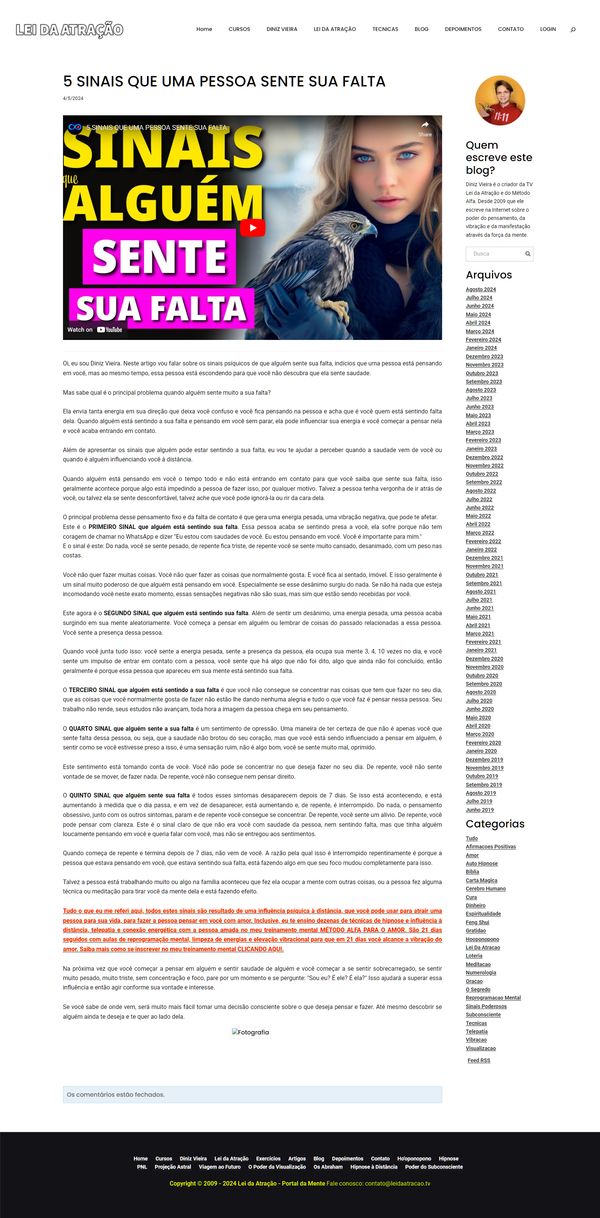 LEI DA ATRAÇÃO
Home CURSOS DINIZ VIEIRA LEI DA ATRAÇÃO TECNICAS BLOG DEPOIMENTOS CONTATO LOGIN
5 SINAIS QUE UMA PESSOA SENTE SUA FALTA
4/5/2024
5 SINAIS QUE UMA PESSOA SENTE SUA FALTA
Share
SINAIS
que
ALGUÉM
SENTE
SUA FALTA
Watch on YouTube
Oi, eu sou Diniz Vieira. Neste artigo vou falar sobre os sinais psíquicos de que alguém sente sua falta, indícios que uma pessoa está pensando
em você, mas ao mesmo tempo, essa pessoa está escondendo para que você não descubra que ela sente saudade.
Mas sabe qual é o principal problema quando alguém sente muito a sua falta?
Ela envia tanta energia em sua direção que deixa você confuso e você fica pensando na pessoa e acha que é você quem está sentindo falta
dela. Quando alguém está sentindo a sua falta e pensando em você sem parar, ela pode influenciar sua energia e você começar a pensar nela
e você acaba entrando em contato.
Além de apresentar os sinais que alguém pode estar sentindo a sua falta, eu vou te ajudar a perceber quando a saudade vem de você ou
quando é alguém influenciando você à distância.
Quando alguém está pensando em você o tempo todo e não está entrando em contato para que você saiba que sente sua falta, isso
geralmente acontece porque algo está impedindo a pessoa de fazer isso, por qualquer motivo. Talvez a pessoa tenha vergonha de ir atrás de
você, ou talvez ela se sente desconfortável, talvez ache que você pode ignorá-la ou rir da cara dela.
O principal problema desse pensamento fixo e da falta de contato é que gera uma energia pesada, uma vibração negativa, que pode te afetar.
Este é o PRIMEIRO SINAL que alguém está sentindo sua falta. Essa pessoa acaba se sentindo presa a você, ela sofre porque não tem
coragem de chamar no WhatsApp e dizer "Eu estou com saudades de você. Eu estou pensando em você. Você é importante para mim."
E o sinal é este: Do nada, você se sente pesado, de repente fica triste, de repente você se sente muito cansado, desanimado, com um peso nas
costas.
Você não quer fazer muitas coisas. Você não quer fazer as coisas que normalmente gosta. E você fica aí sentado, imóvel. E isso geralmente é
um sinal muito poderoso de que alguém está pensando em você. Especialmente se esse desânimo surgiu do nada. Se não há nada que esteja
incomodando você neste exato momento, essas sensações negativas não são suas, mas sim que estão sendo recebidas por você.
Este agora é o SEGUNDO SINAL que alguém está sentindo sua falta. Além de sentir um desânimo, uma energia pesada, uma pessoa acaba
surgindo em sua mente aleatoriamente. Você começa a pensar em alguém ou lembrar de coisas do passado relacionadas a essa pessoa.
Você sente a presença dessa pessoa.
Quando você junta tudo isso: você sente a energia pesada, sente a presença da pessoa, ela ocupa sua mente 3, 4, 10 vezes no dia, e você
sente um impulso de entrar em contato com a pessoa, você sente que há algo que não foi dito, algo que ainda não foi concluído, então
geralmente é porque essa pessoa que apareceu em sua mente está sentindo sua falta.
O TERCEIRO SINAL que alguém está sentindo a sua falta é que você não consegue se concentrar nas coisas que tem que fazer no seu dia,
que as coisas que você normalmente gosta de fazer não estão lhe dando nenhuma alegria e tudo o que você faz é pensar nessa pessoa. Seu
trabalho não rende, seus estudos não avançam, toda hora a imagem da pessoa chega em seu pensamento.
O QUARTO SINAL que alguém sente a sua falta é um sentimento de opressão. Uma maneira de ter certeza de que não é apenas você que
sente falta dessa pessoa, ou seja, que a saudade não brotou do seu coração, mas que você está sendo influenciado a pensar em alguém, é
sentir como se você estivesse preso a isso, é uma sensação ruim, não é algo bom, você se sente muito mal, oprimido.
Este sentimento está tomando conta de você. Você não pode se concentrar no que deseja fazer no seu dia. De repente, você não sente
vontade de se mover, de fazer nada. De repente, você não consegue nem pensar direito.
O QUINTO SINAL que alguém sente sua falta é todos esses sintomas desaparecem depois de 7 dias. Se isso está acontecendo, e está
aumentando à medida que o dia passa, e em vez de desaparecer, está aumentando e, de repente, é interrompido. Do nada, o pensamento
obsessivo, junto com os outros sintomas, param e de repente você consegue se concentrar. De repente, você sente um alívio. De repente, você
pode pensar com clareza. Este é o sinal claro de que não era você com saudade da pessoa, nem sentindo falta, mas que tinha alguém
loucamente pensando em você e queria falar com você, mas não se entregou aos sentimentos.
Quando começa de repente e termina depois de 7 dias, não vem de você. A razão pela qual isso é interrompido repentinamente é porque a
pessoa que estava pensando em você, que estava sentindo sua falta, está fazendo algo em que seu foco mudou completamente para isso.
Talvez a pessoa está trabalhando muito ou algo na família aconteceu que fez ela ocupar a mente com outras coisas, ou a pessoa fez alguma
técnica ou meditação para tirar você da mente dela e está fazendo efeito.
Tudo o que eu me referi aqui, todos estes sinais são resultado de uma influência psíquica à distância, que você pode usar para atrair uma
pessoa para sua vida, para fazer a pessoa pensar em você com amor. Inclusive, eu te ensino dezenas de técnicas de hipnose e influência à
distância, telepatia e conexão energética com a pessoa amada no meu treinamento mental MÉTODO ALFA PARA O AMOR. São 21 dias
seguidos com aulas de reprogramação mental, limpeza de energias e elevação vibracional para que em 21 dias você alcance a vibração do
amor. Saiba mais como se inscrever no meu treinamento mental CLICANDO AQUI.
Na próxima vez que você começar a pensar em alguém e sentir saudade de alguém e você começar a se sentir sobrecarregado, se sentir
muito pesado, muito triste, sem concentração e foco, pare por um momento e se pergunte: "Sou eu? É ele? É ela?" Isso ajudará a superar essa
influência e então agir conforme sua vontade e interesse.
Se você sabe de onde vem, será muito mais fácil tomar uma decisão consciente sobre o que deseja pensar e fazer. Até mesmo descobrir se
alguém ainda te deseja e te quer ao lado dela.
Fotografia
Os comentários estão fechados.
11:11
Quem
escreve este
blog?
Diniz Vieira é o criador da TV
Lei da Atração e do Método
Alfa. Desde 2009 que ele
escreve na Internet sobre o
poder do pensamento, da
vibração e da manifestação
através da força da mente.
Busca
Arquivos
Agosto 2024
Julho 2024
Junho 2024
Maio 2024
Abril 2024
Março 2024
Fevereiro 2024
Janeiro 2024
Dezembro 2023
Novembro 2023
Outubro 2023
Setembro 2023
Agosto 2023
Julho 2023
Junho 2023
Maio 2023
Abril 2023
Março 2023
Fevereiro 2023
Janeiro 2023
Dezembro 2022
Novembro 2022
Outubro 2022
Setembro 2022
Agosto 2022
Julho 2022
Junho 2022
Maio 2022
Abril 2022
Março 2022
Fevereiro 2022
Janeiro 2022
Dezembro 2021
Novembro 2021
Outubro 2021
Setembro 2021
Agosto 2021
Julho 2021
Junho 2021
Maio 2021
Abril 2021
Março 2021
Fevereiro 2021
Janeiro 2021
Dezembro 2020
Novembro 2020
Outubro 2020
Setembro 2020
Agosto 2020
Julho 2020
Junho 2020
Maio 2020
Abril 2020
Março 2020
Fevereiro 2020
Janeiro 2020
Dezembro 2019
Novembro 2019
Outubro 2019
Setembro 2019
Agosto 2019
Julho 2019
Junho 2019
Categorias
Tudo
Afirmacoes Positivas
Amor
Auto Hipnose
Biblia
Carta Magica
Cerebro Humano
Cura
Dinheiro
Espiritualidade
Feng Shui
Gratidao
Hooponopono
Lei Da Atracao
Loteria
Meditacao
Numerologia
Oracao
O Segredo
Reprogramacao Mental
Sinais Poderosos
Subconsciente
Tecnicas
Telepatia
Vibracao
Visualizacao
Feed RSS
Home Cursos Diniz Vieira Lei da Atração Exercícios Artigos Blog Depoimentos Contato Ho'oponopono Hipnose
PNL Projeção Astral Viagem ao Futuro O Poder da Visualização Os Abraham Hipnose à Distância Poder do Subconsciente
Copyright © 2009 - 2024 Lei da Atração - Portal da Mente Fale conosco: contato@leidaatracao.tv